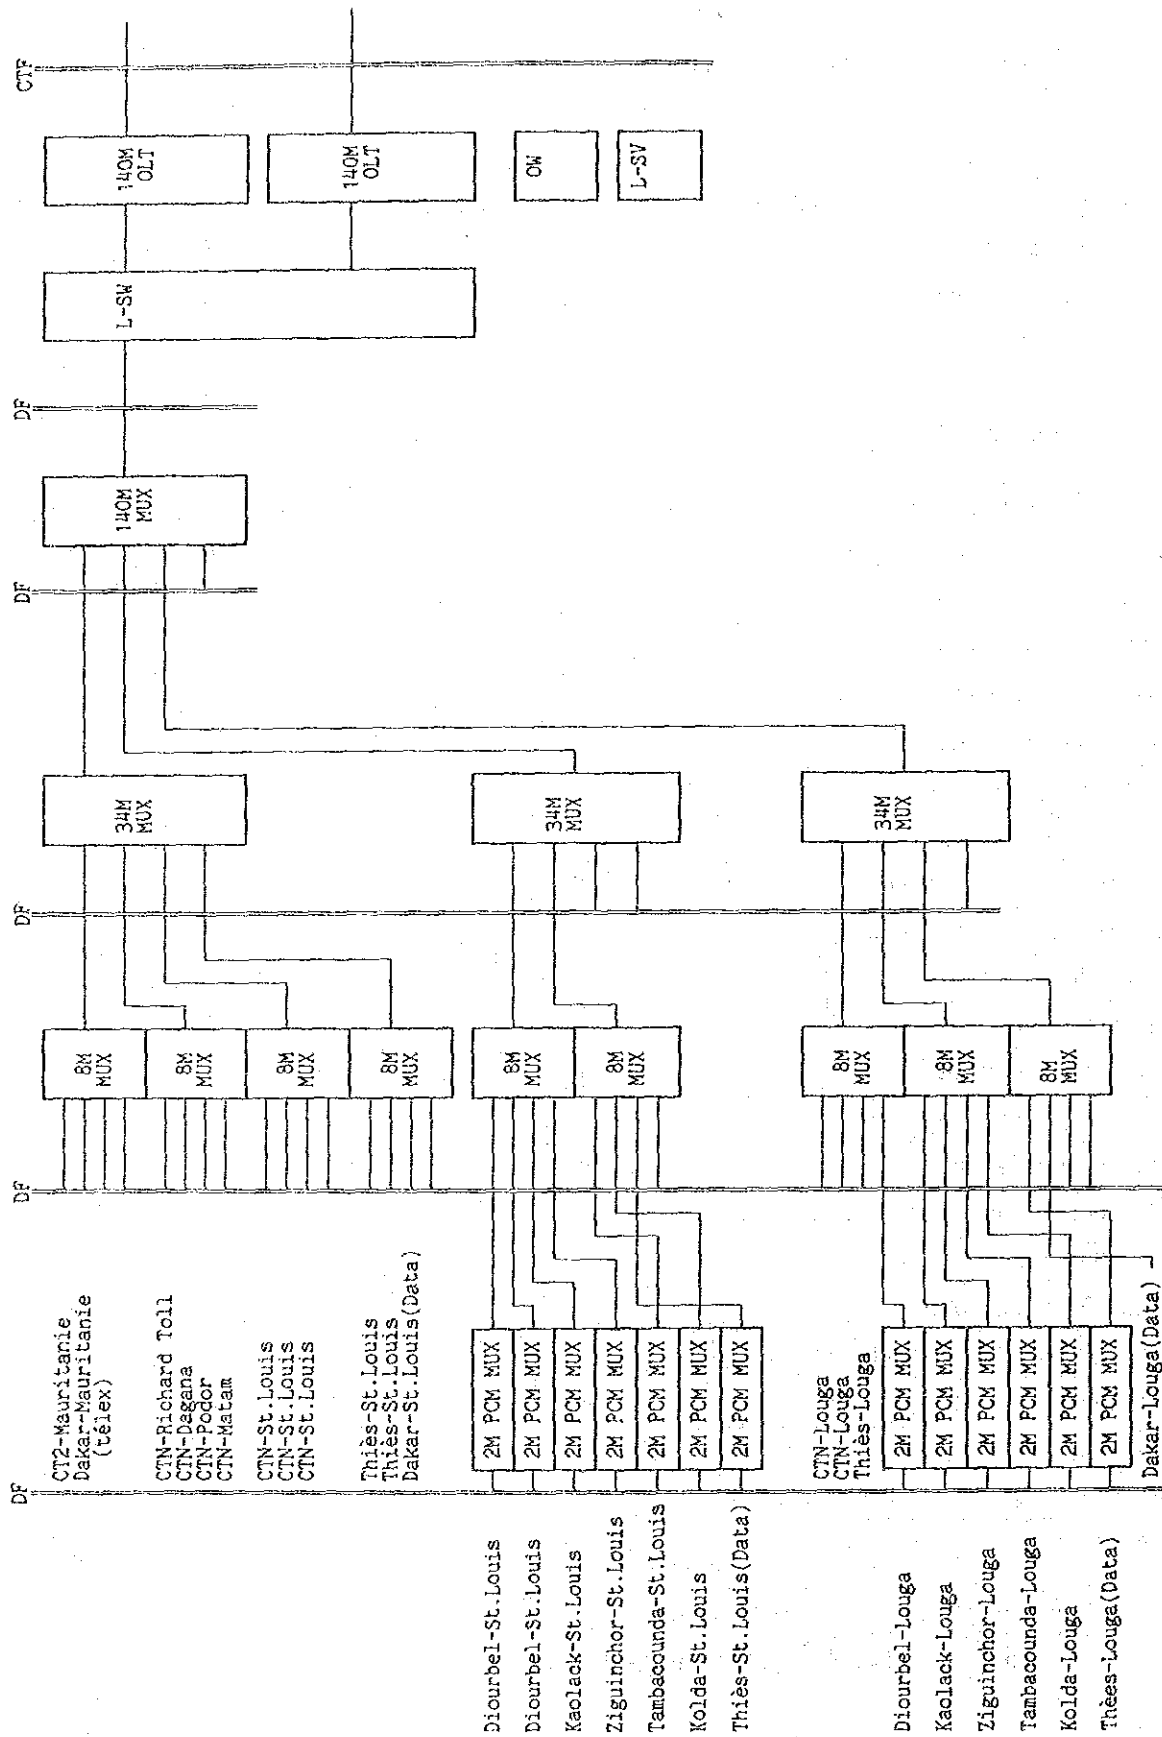 DF
DF
DF
DF
DF
CTF
CT2-Mauritanie
Dakar-Mauritanie
(télex)
CTN-Richard Toll
CTN-Dagana
CTN-Podor
CTN-Matam
CTN-St.Louis
CTN-St.Louis
CTN-St.Louis
Thiès-St.Louis
Thiès-St.Louis
Dakar-St.Louis(Data)
8M
MUX
8M
MUX
8M
MUX
8M
MUX
34M
MUX
140M
MUX
L-SW
140M
OLT
140M
OLT
OW
L-SV
Diourbel-St.Louis
Diourbel-St.Louis
Kaolack-St.Louis
Ziguinchor-St.Louis
Tambacounda-St.Louis
Kolda-St.Louis
Thiès-St.Louis(Data)
2M PCM MUX
2M PCM MUX
2M PCM MUX
2M PCM MUX
2M PCM MUX
2M PCM MUX
2M PCM MUX
8M
MUX
8M
MUX
34M
MUX
CTN-Louga
CTN-Louga
Thiès-Louga
Diourbel-Louga
Kaolack-Louga
Ziguinchor-Louga
Tambacounda-Louga
Kolda-Louga
Thèes-Louga(Data)
2M PCM MUX
2M PCM MUX
2M PCM MUX
2M PCM MUX
2M PCM MUX
2M PCM MUX
Dakar-Louga(Data)
8M
MUX
8M
MUX
8M
MUX
34M
MUX